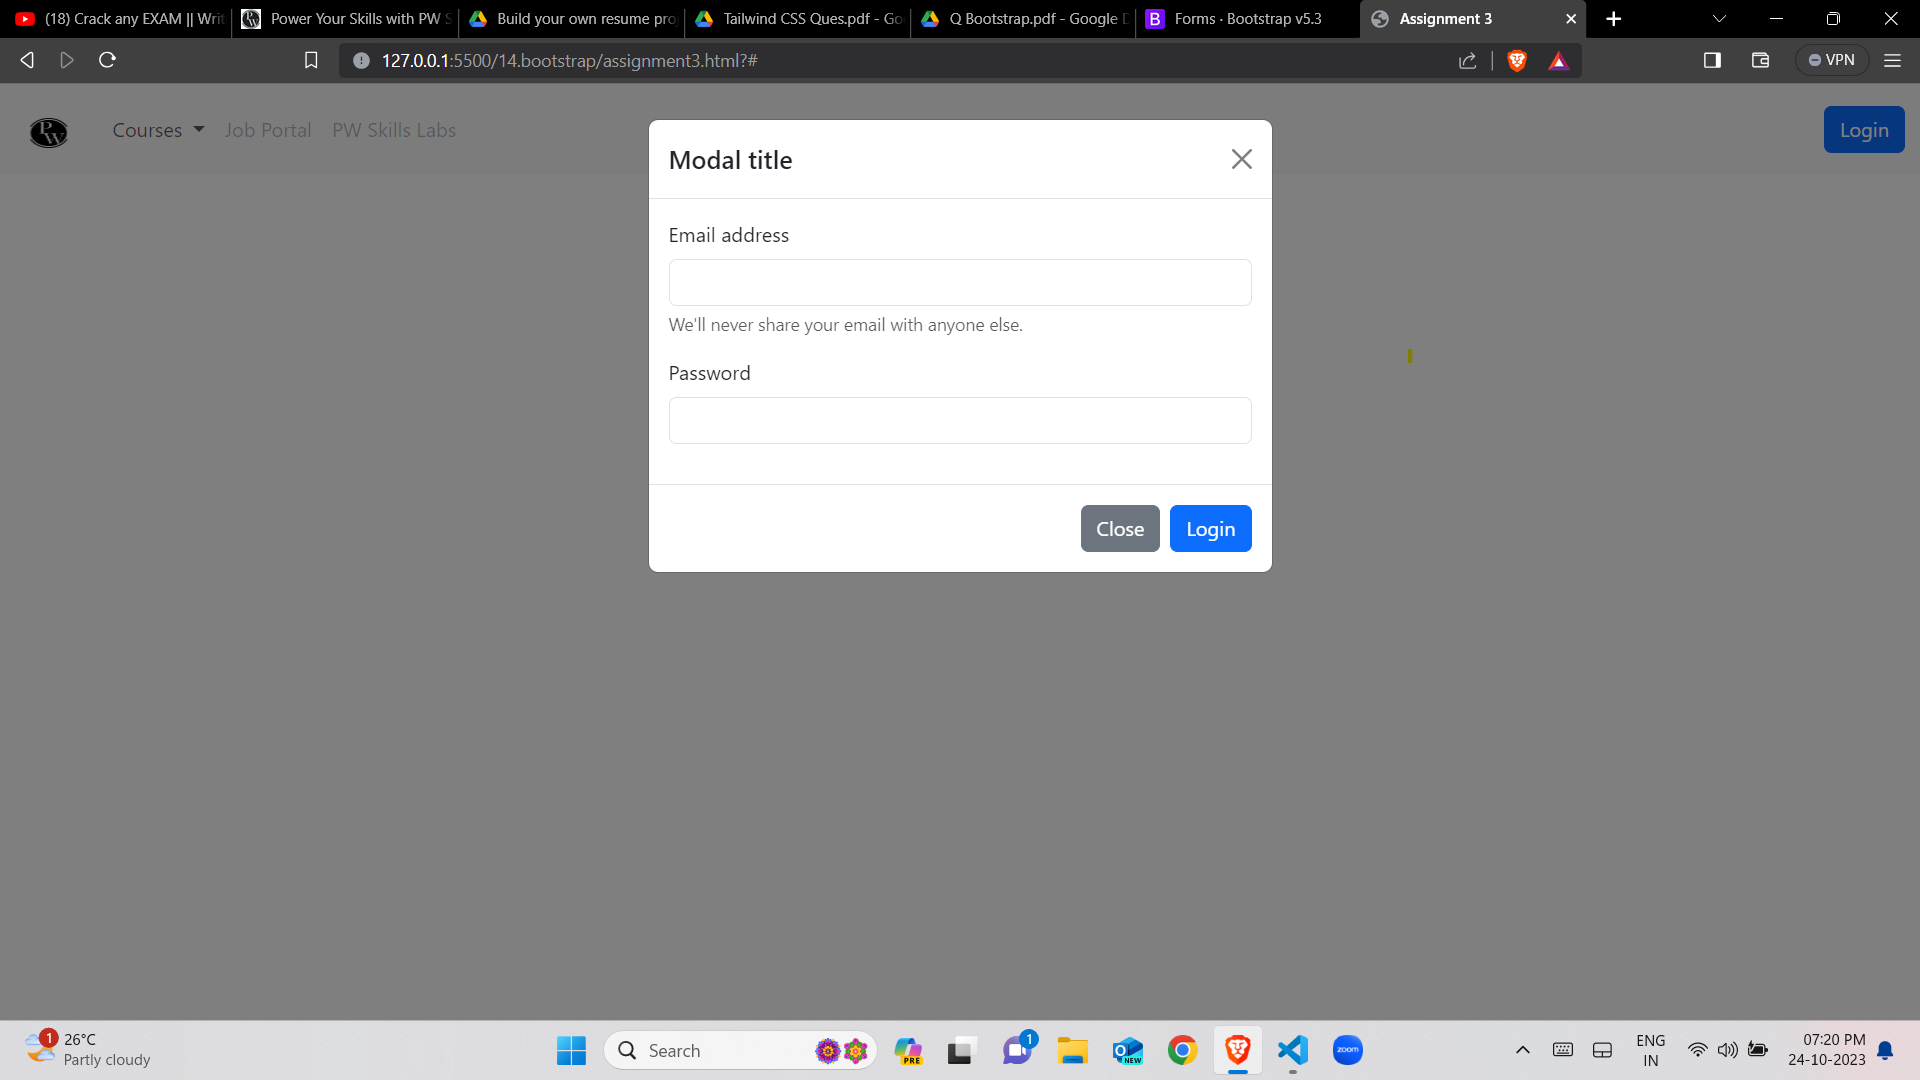 (18) Crack any EXAM || Writ
Power Your Skills with PW S
Build your own resume proj
Tailwind CSS Ques.pdf - Goo
Q Bootstrap.pdf - Google D
B Forms · Bootstrap v5.3
Assignment 3
127.0.0.1:5500/14.bootstrap/assignment3.html?#
VPN
PW Courses Job Portal PW Skills Labs
Login
Modal title
Email address
We'll never share your email with anyone else.
Password
Close Login
1 26°C
Partly cloudy
Search
PRE
1
NEW
zoom
ENG
IN
07:20 PM
24-10-2023